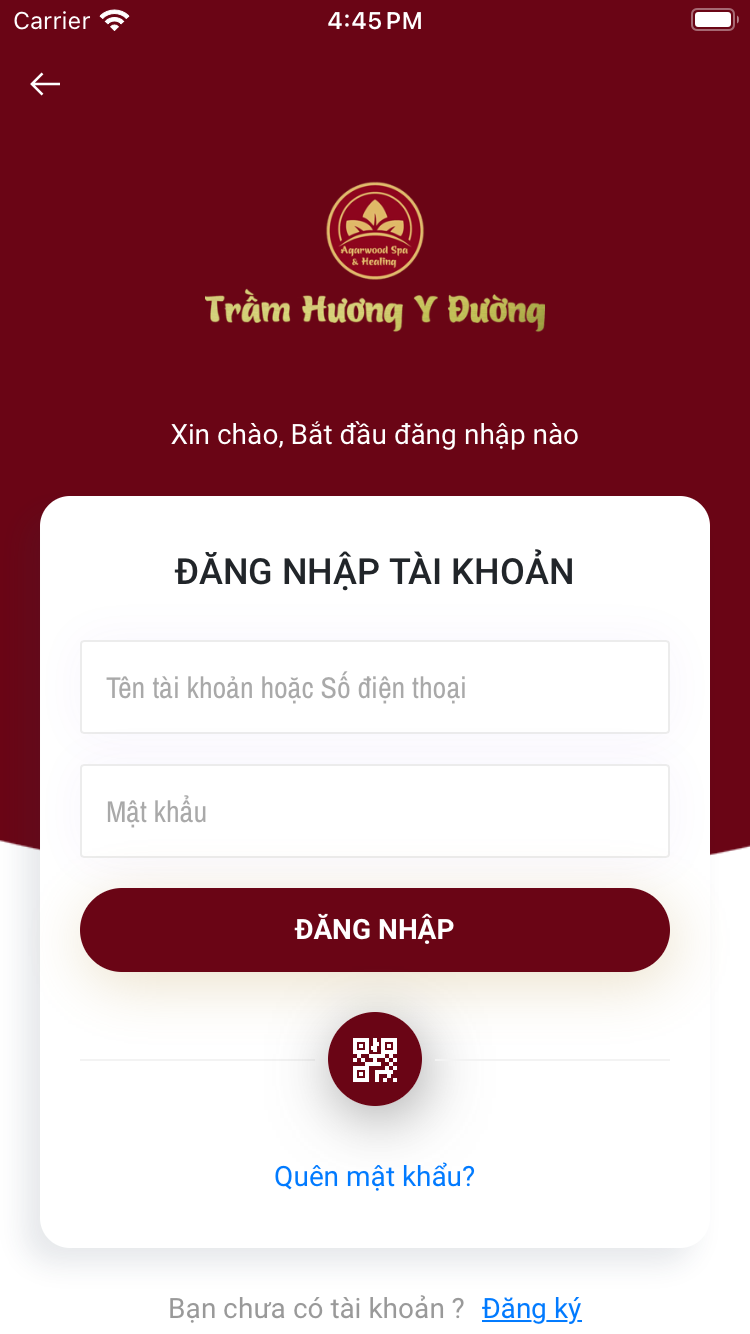 Carrier
4:45 PM
Agarwood Spa
& Healing
Trầm Hương Y Đường
Xin chào, Bắt đầu đăng nhập nào
ĐĂNG NHẬP TÀI KHOẢN
Tên tài khoản hoặc Số điện thoại
Mật khẩu
ĐĂNG NHẬP
Quên mật khẩu?
Bạn chưa có tài khoản ? Đăng ký